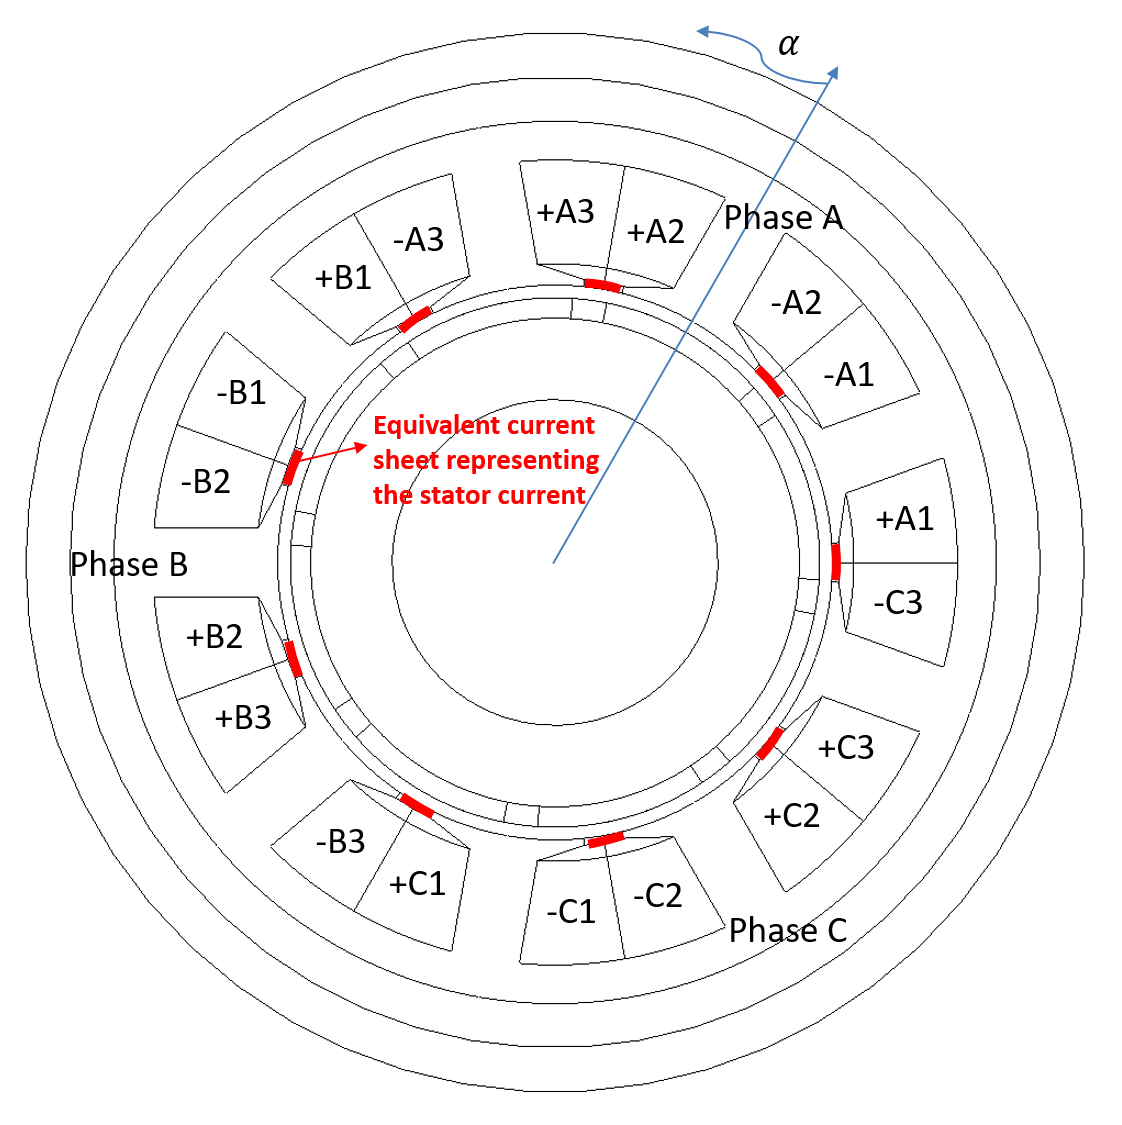 α
+A3
+A2
Phase A
-A3
+B1
-A2
-A1
-B1
-B2
Equivalent current
sheet representing
the stator current
+A1
-C3
Phase B
+B2
+B3
+C3
+C2
-B3
+C1
-C1
-C2
Phase C